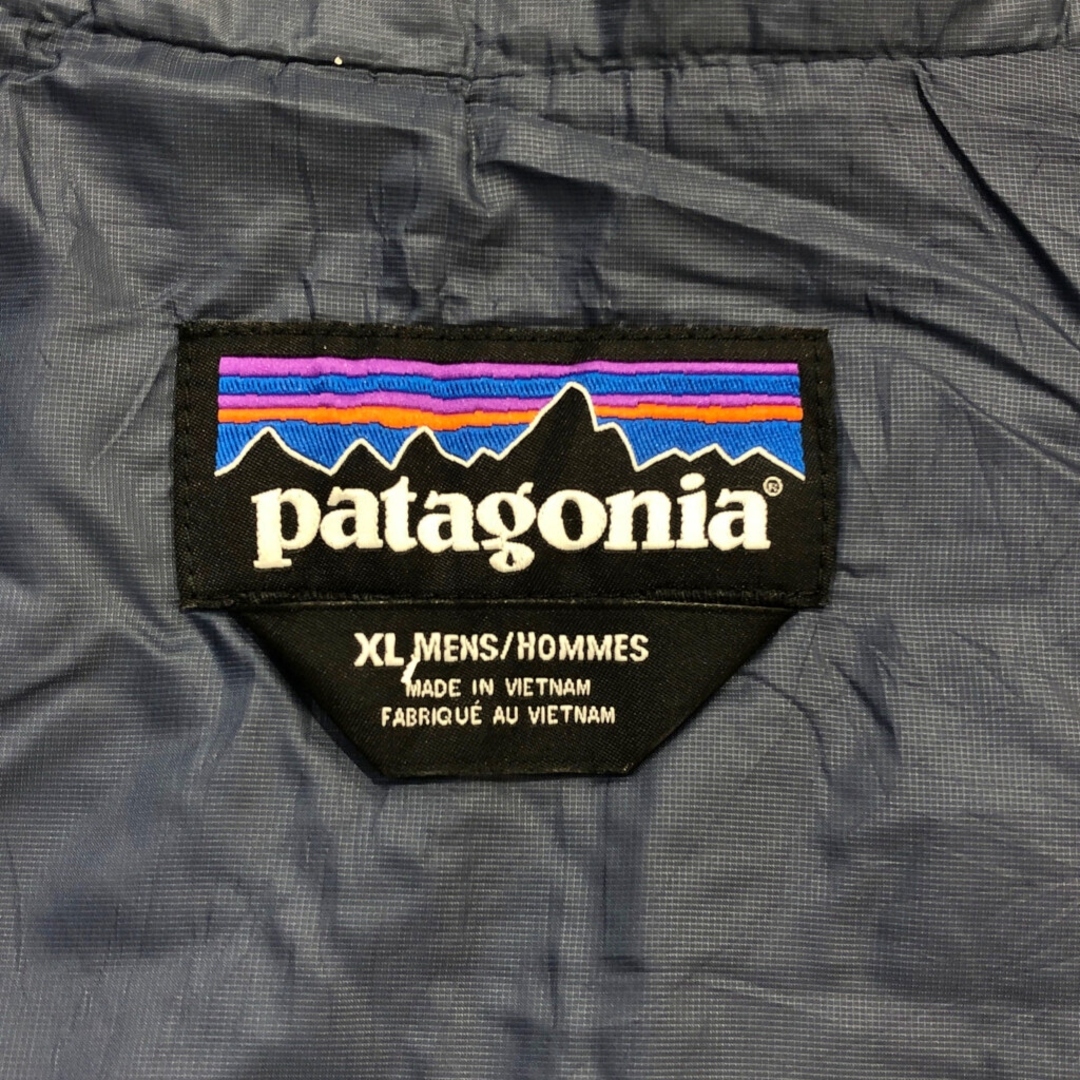 patagonia®
XL MENS/HOMMES
MADE IN VIETNAM
FABRIQUÉ AU VIETNAM